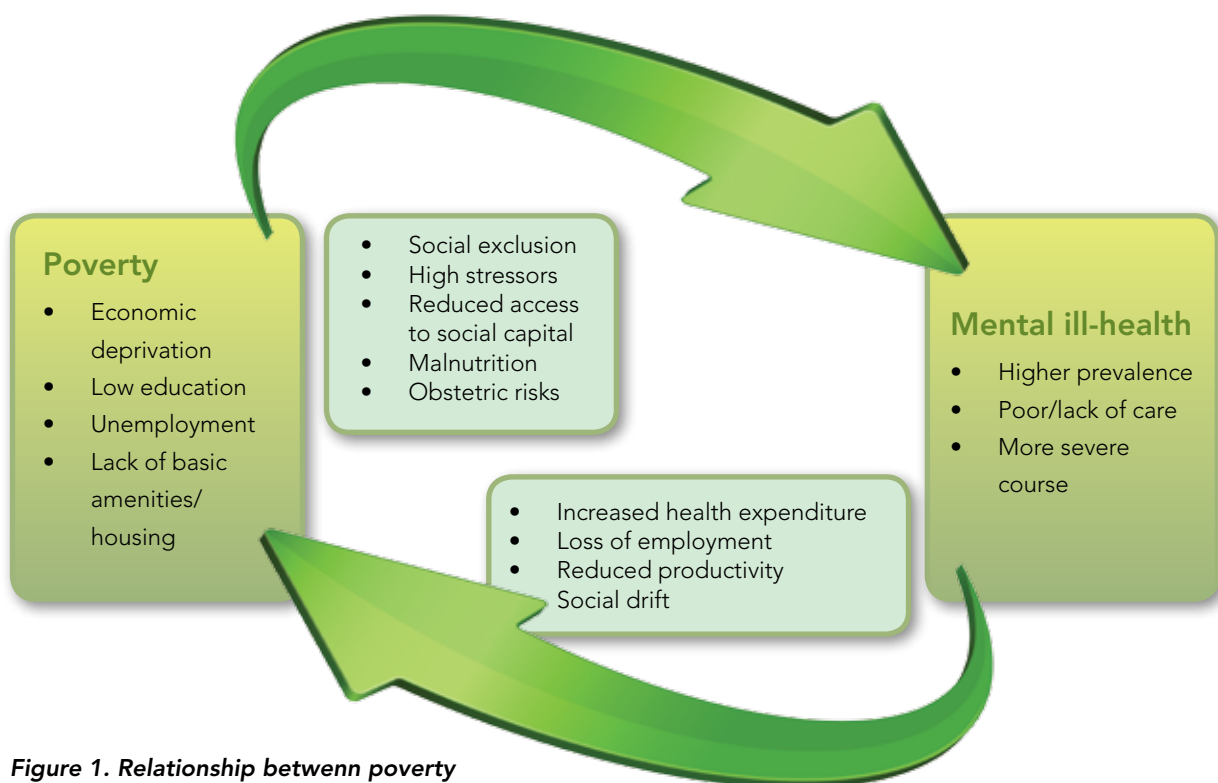 Poverty
• Economic
deprivation
• Low education
• Unemployment
• Lack of basic
amenities/
housing
• Social exclusion
• High stressors
• Reduced access
to social capital
• Malnutrition
• Obstetric risks
Mental ill-health
• Higher prevalence
• Poor/lack of care
• More severe
course
• Increased health expenditure
• Loss of employment
• Reduced productivity
Social drift
Figure 1. Relationship betwenn poverty